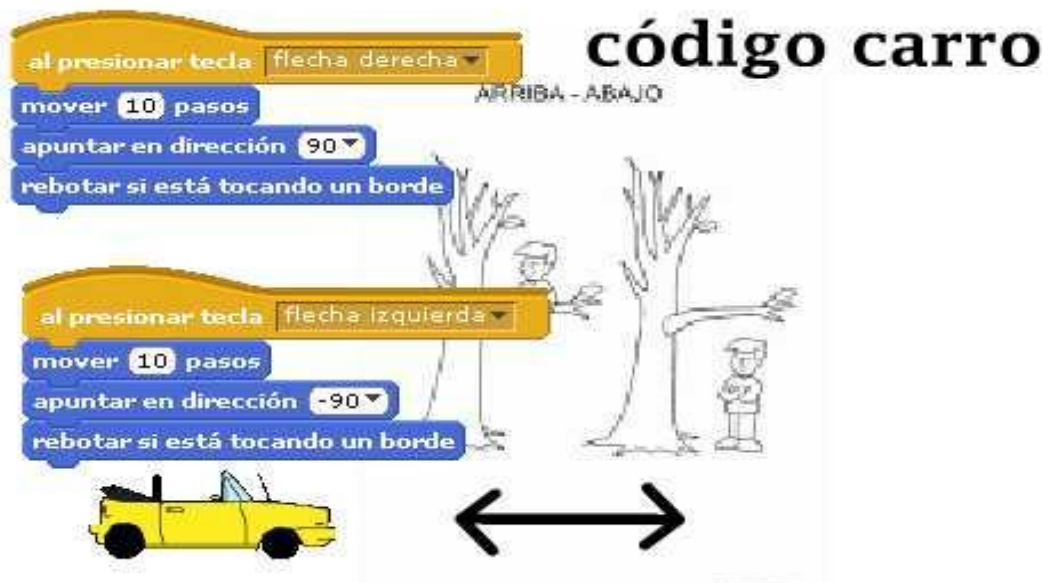 código carro
al presionar tecla flecha derecha
mover 10 pasos
apuntar en dirección 90
rebotar si está tocando un borde
ARRIBA - ABAJO
al presionar tecla flecha izquierda
mover 10 pasos
apuntar en dirección -90
rebotar si está tocando un borde